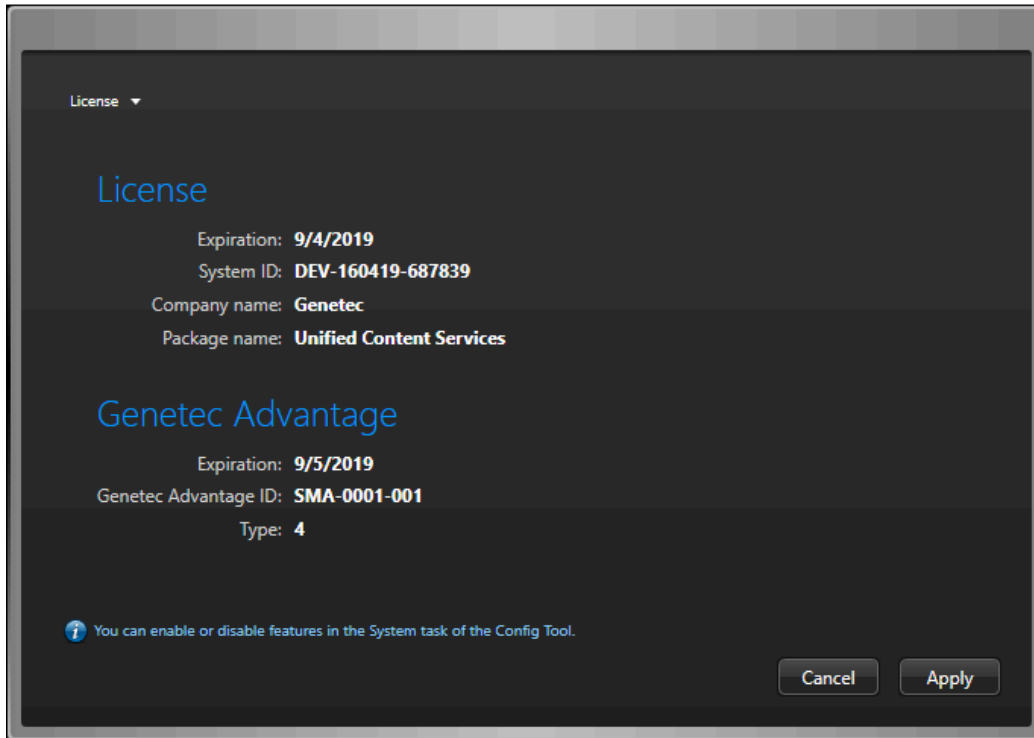 License
License
Expiration: 9/4/2019
System ID: DEV-160419-687839
Company name: Genetec
Package name: Unified Content Services
Genetec Advantage
Expiration: 9/5/2019
Genetec Advantage ID: SMA-0001-001
Type: 4
You can enable or disable features in the System task of the Config Tool.
Cancel Apply